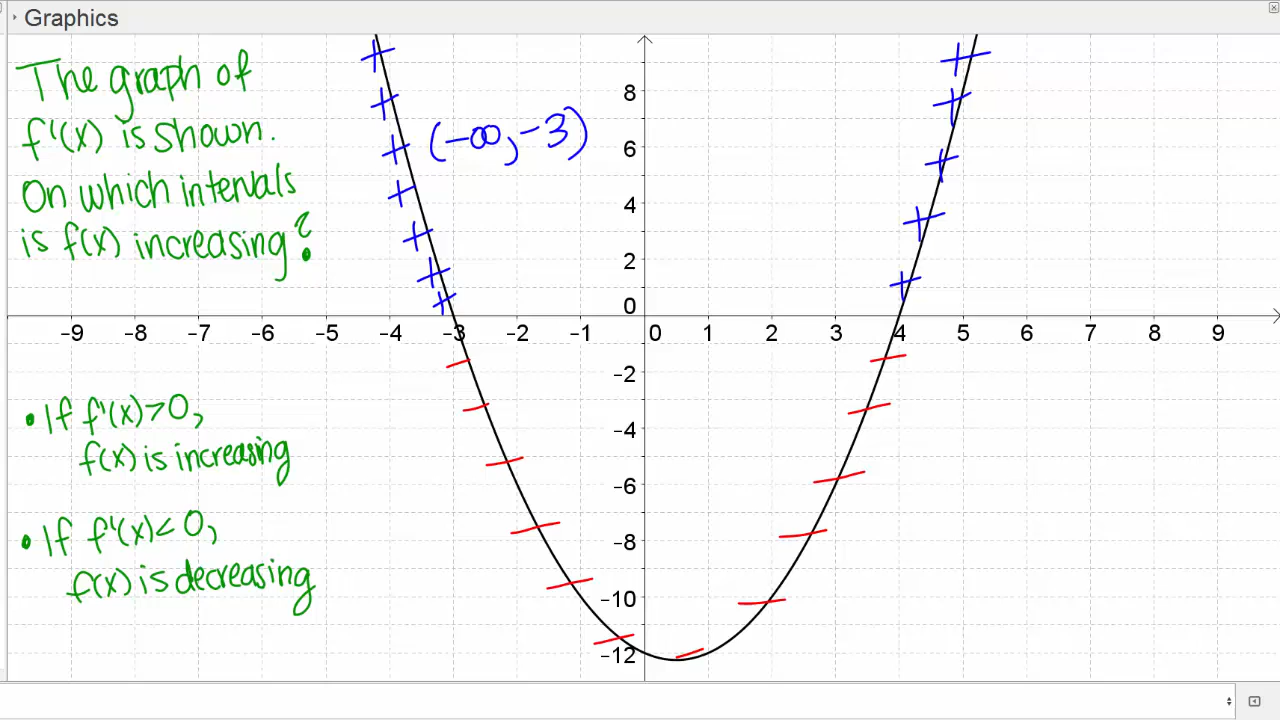 Graphics
The graph of
f'(x) is shown.
On which intervals
is f(x) increasing?
(-∞, -3)
8
6
4
2
0
-9 -8 -7 -6 -5 -4 -3 -2 -1 0 1 2 3 4 5 6 7 8 9
-2
-4
-6
-8
-10
-12
• If f'(x) > 0,
f(x) is increasing
• If f'(x) < 0,
f(x) is decreasing